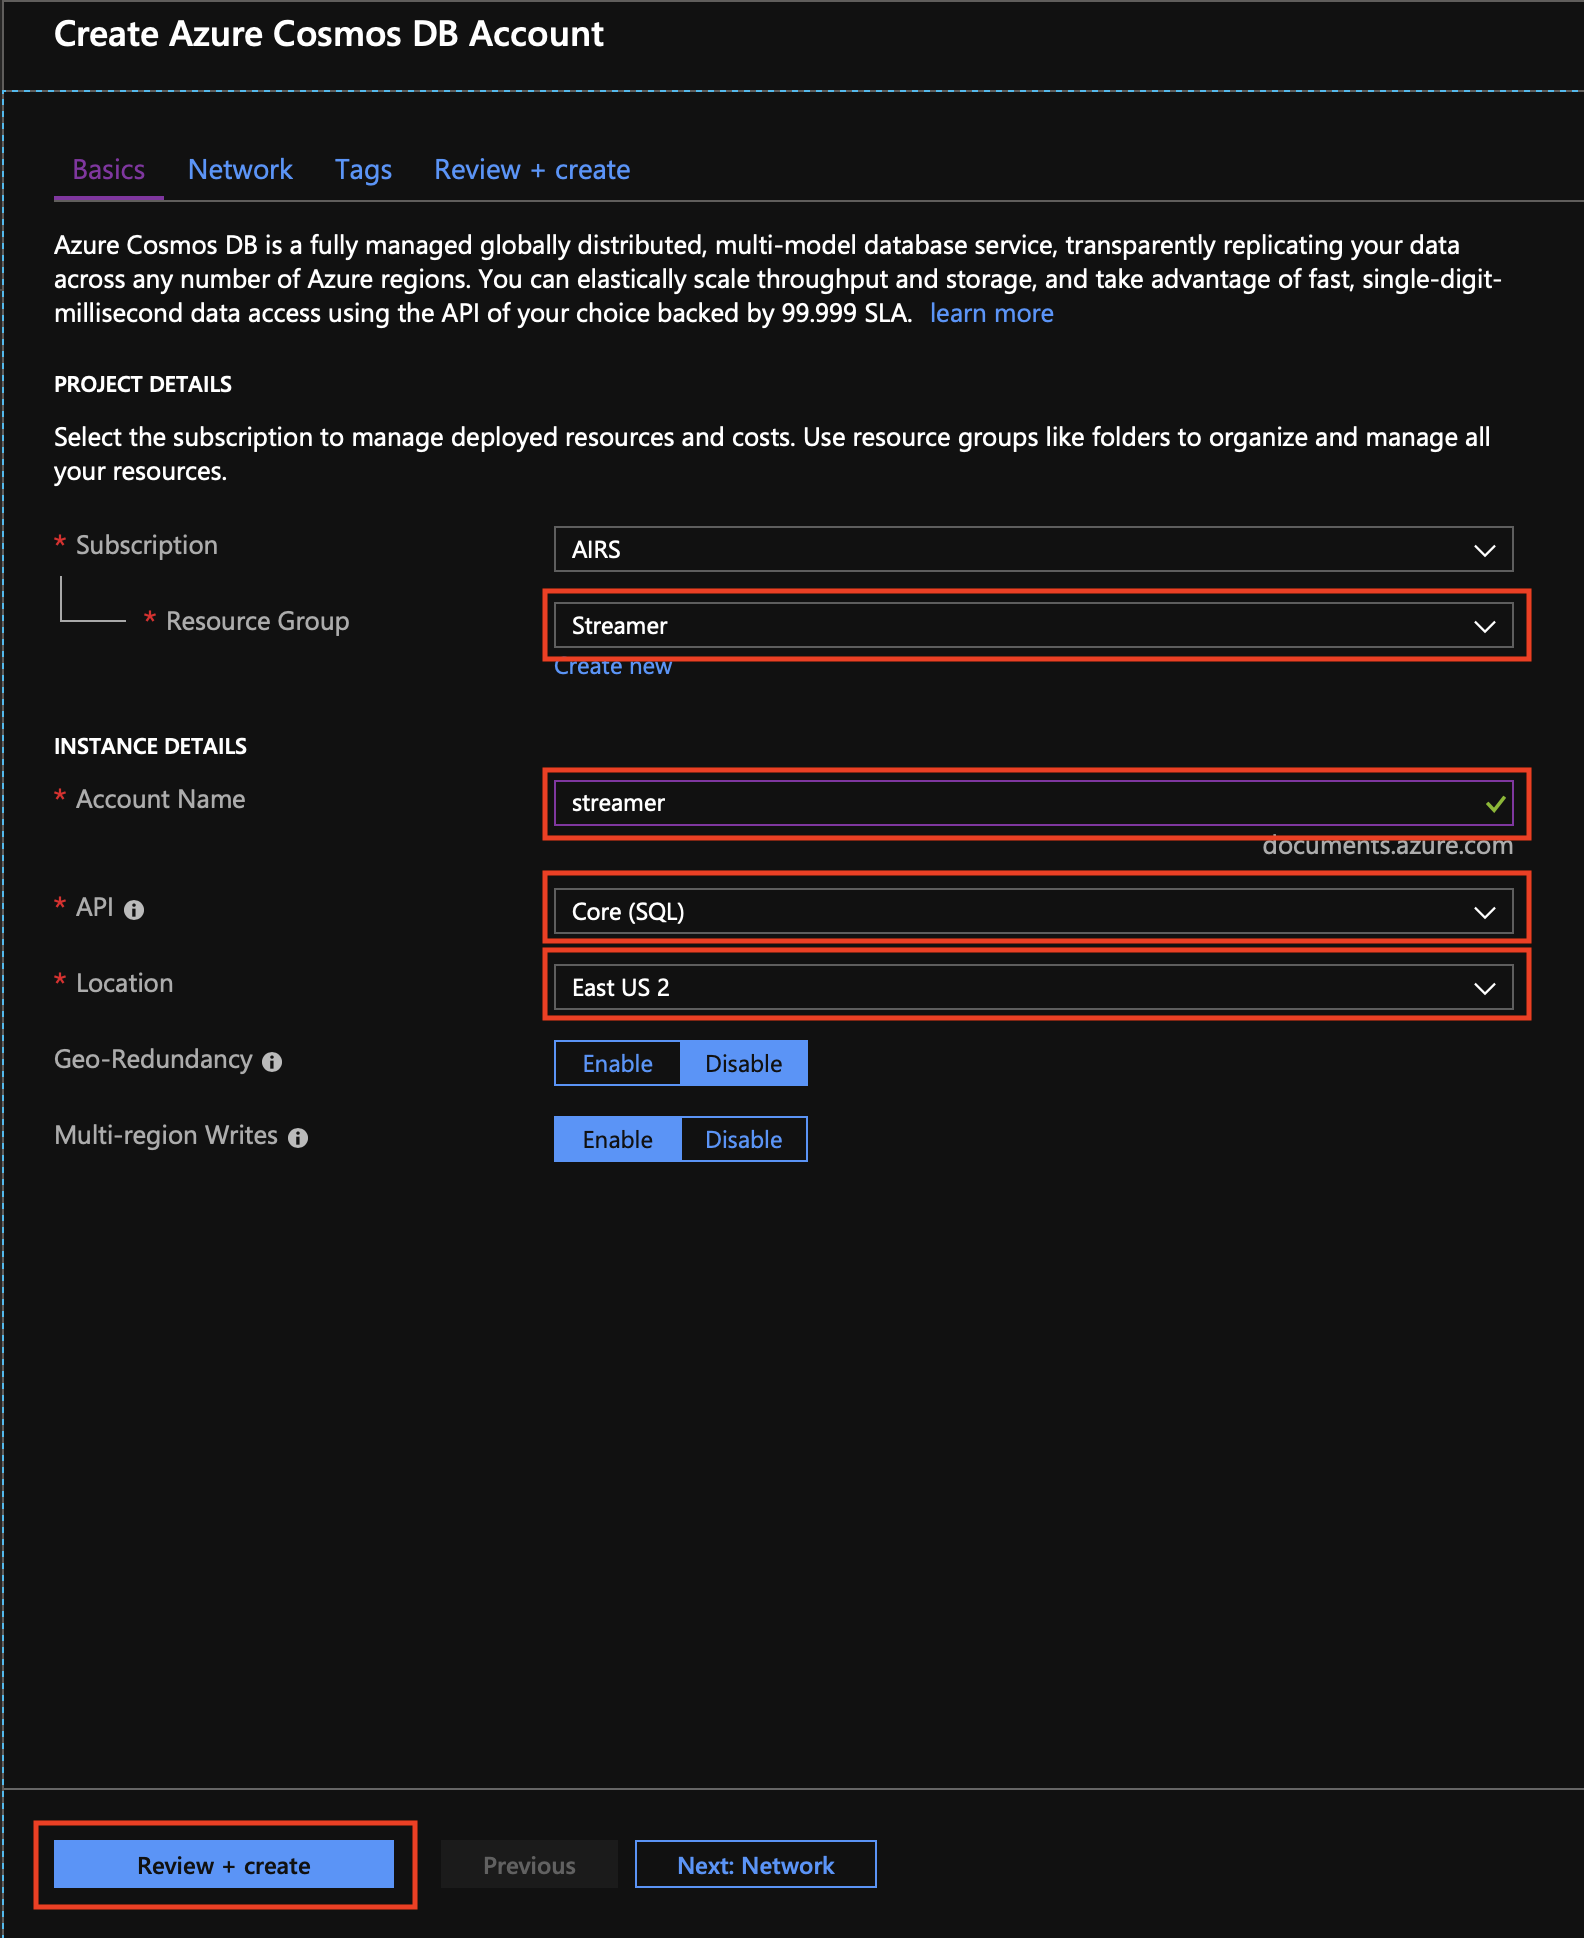 Create Azure Cosmos DB Account
Basics Network Tags Review + create
Azure Cosmos DB is a fully managed globally distributed, multi-model database service, transparently replicating your data
across any number of Azure regions. You can elastically scale throughput and storage, and take advantage of fast, single-digit-
millisecond data access using the API of your choice backed by 99.999 SLA. learn more
PROJECT DETAILS
Select the subscription to manage deployed resources and costs. Use resource groups like folders to organize and manage all
your resources.
* Subscription AIRS
* Resource Group Streamer
Create new
INSTANCE DETAILS
* Account Name streamer
documents.azure.com
* API Core (SQL)
* Location East US 2
Geo-Redundancy Enable Disable
Multi-region Writes Enable Disable
Review + create Previous Next: Network